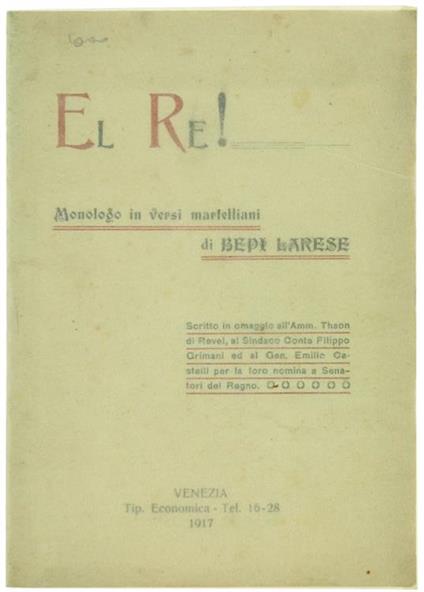 EL RE!
Monologo in versi martelliani
di BEPI LARESE
Scritto in omaggio all'Amm. Thaon
di Revel, al Sindaco Conte Filippo
Grimani ed al Gen. Emilio Ca-
stelli per la loro nomina a Sena-
tori del Regno.
VENEZIA
Tip. Economica - Tel. 16-28
1917